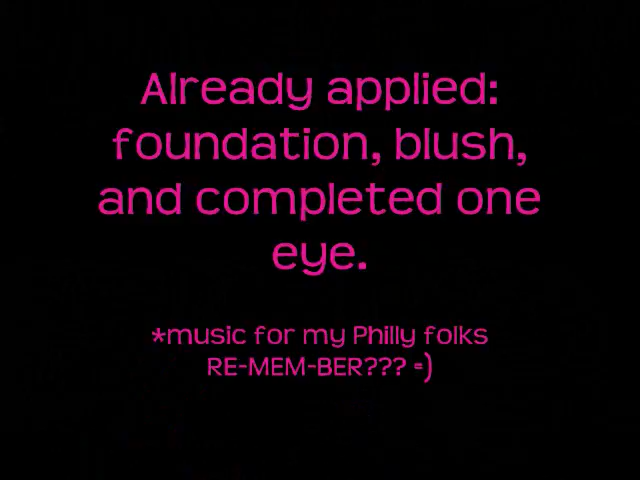 Already applied:
foundation, blush,
and completed one
eye.
*music for my Philly folks
RE-MEM-BER??? =)